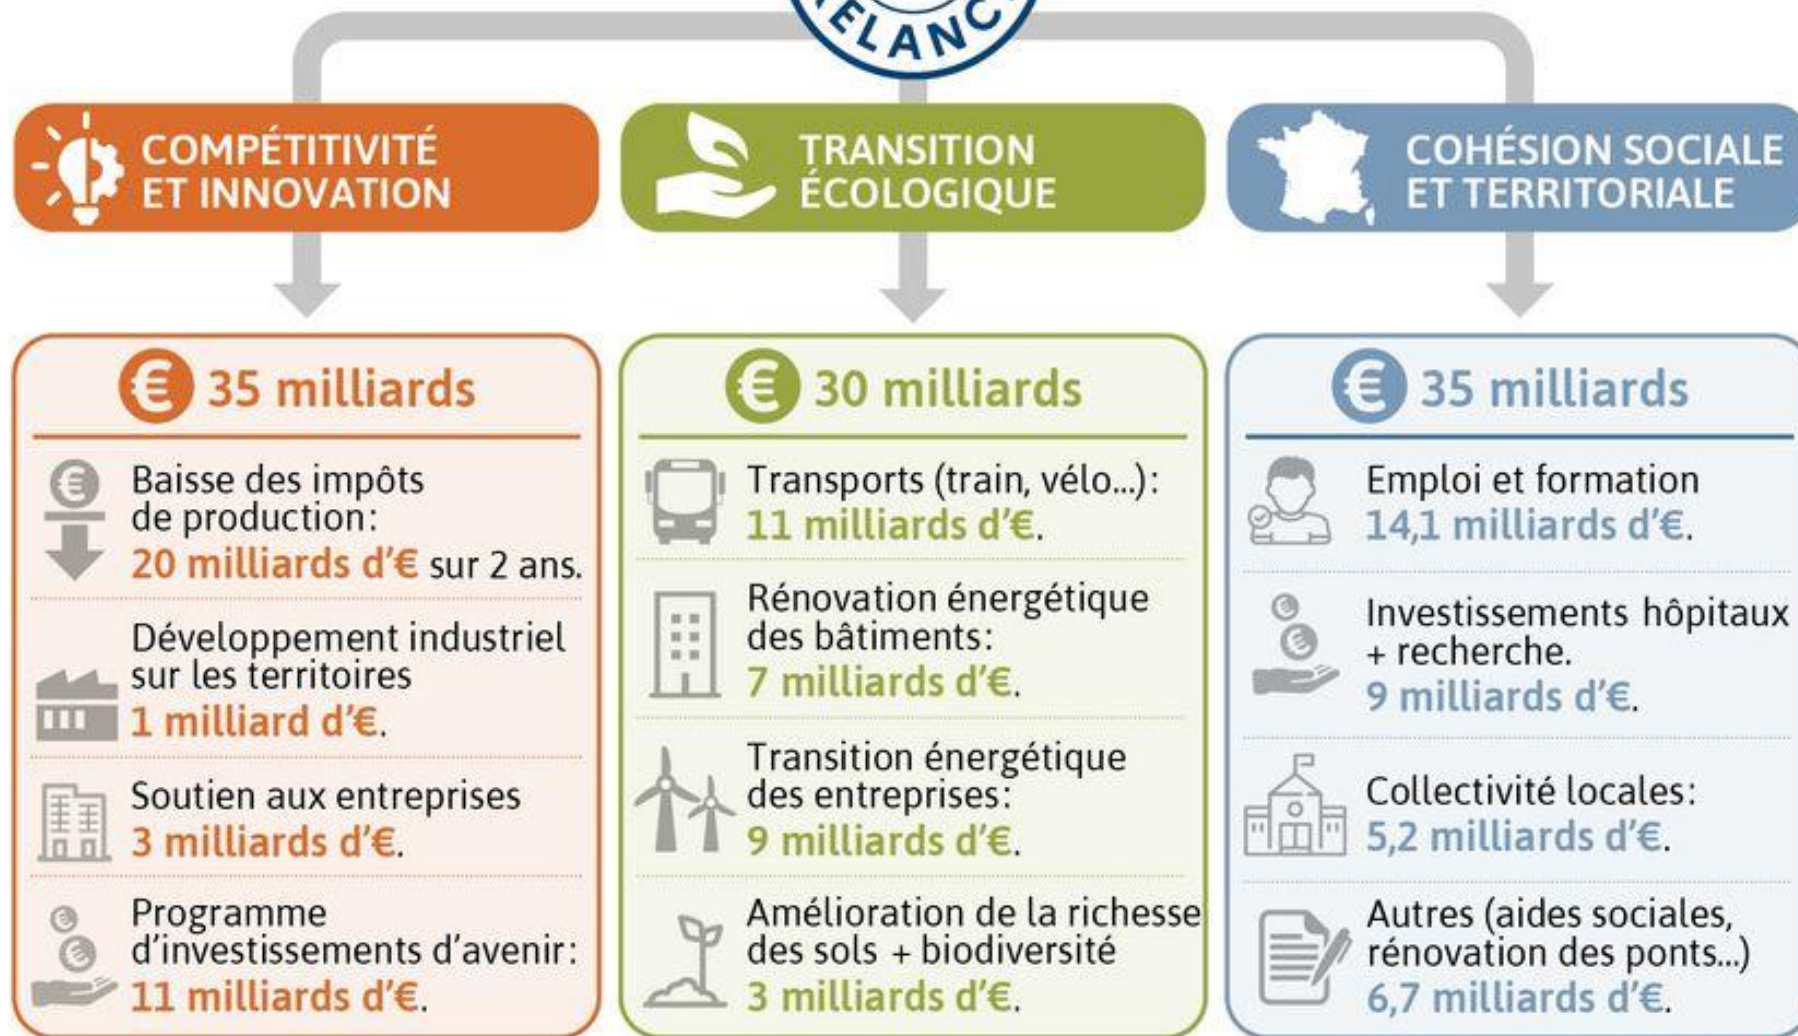 RELANC
COMPÉTITIVITÉ
ET INNOVATION
€ 35 milliards
Baisse des impôts
de production:
20 milliards d'€ sur 2 ans.
Développement industriel
sur les territoires
1 milliard d'€.
Soutien aux entreprises
3 milliards d'€.
Programme
d'investissements d'avenir:
11 milliards d'€.
TRANSITION
ÉCOLOGIQUE
€ 30 milliards
Transports (train, vélo...):
11 milliards d'€.
Rénovation énergétique
des bâtiments:
7 milliards d'€.
Transition énergétique
des entreprises:
9 milliards d'€.
Amélioration de la richesse
des sols + biodiversité
3 milliards d'€.
COHÉSION SOCIALE
ET TERRITORIALE
€ 35 milliards
Emploi et formation
14,1 milliards d'€.
Investissements hôpitaux
+ recherche.
9 milliards d'€.
Collectivité locales:
5,2 milliards d'€.
Autres (aides sociales,
rénovation des ponts...)
6,7 milliards d'€.